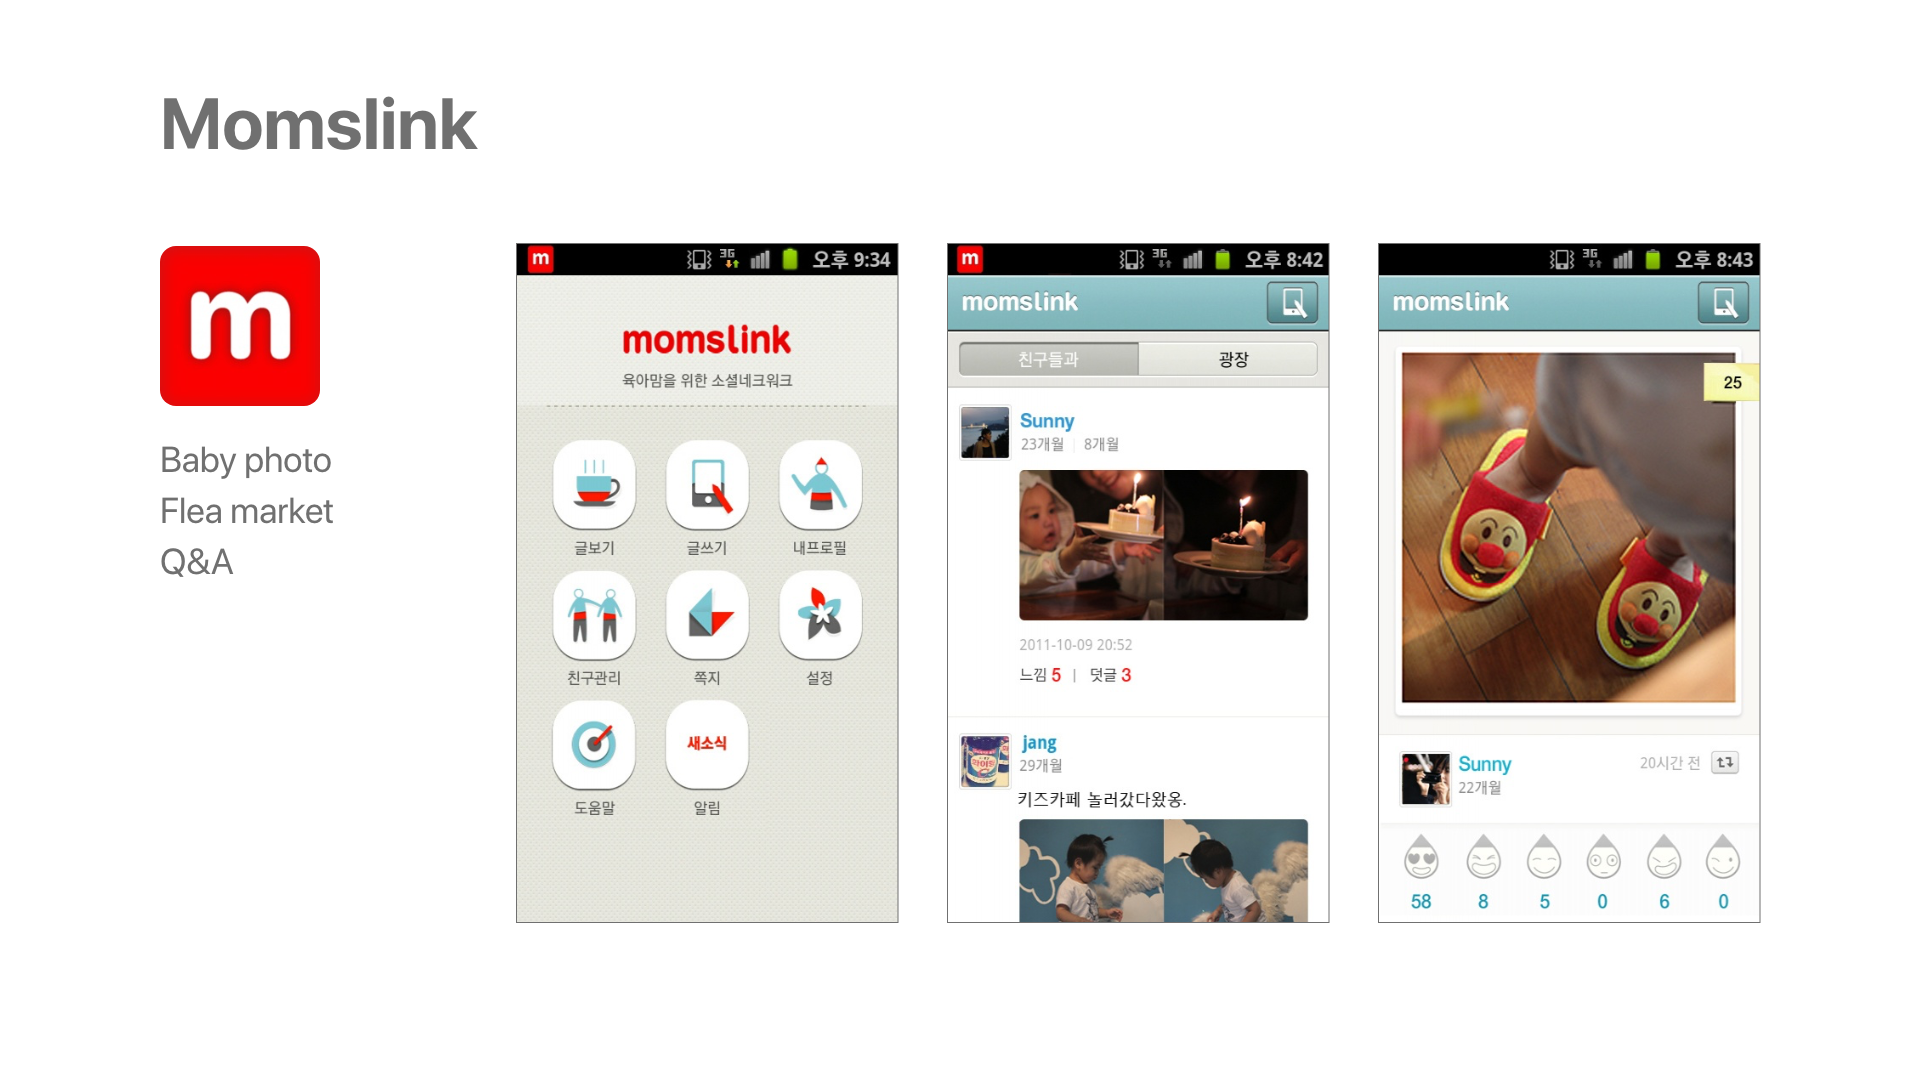 Momslink
m
Baby photo
Flea market
Q&A
m 3G 오후 9:34
momslink
육아맘을 위한 소셜네크워크
글보기 글쓰기 내프로필
친구관리 쪽지 설정
새소식
도움말 알림
m 3G 오후 8:42
momslink
친구들과 광장
Sunny
23개월 | 8개월
2011-10-09 20:52
느낌 5 | 덧글 3
jang
29개월
키즈카페 놀러갔다왔옹.
3G 오후 8:43
momslink
25
Sunny 20시간 전
22개월
58 8 5 0 6 0